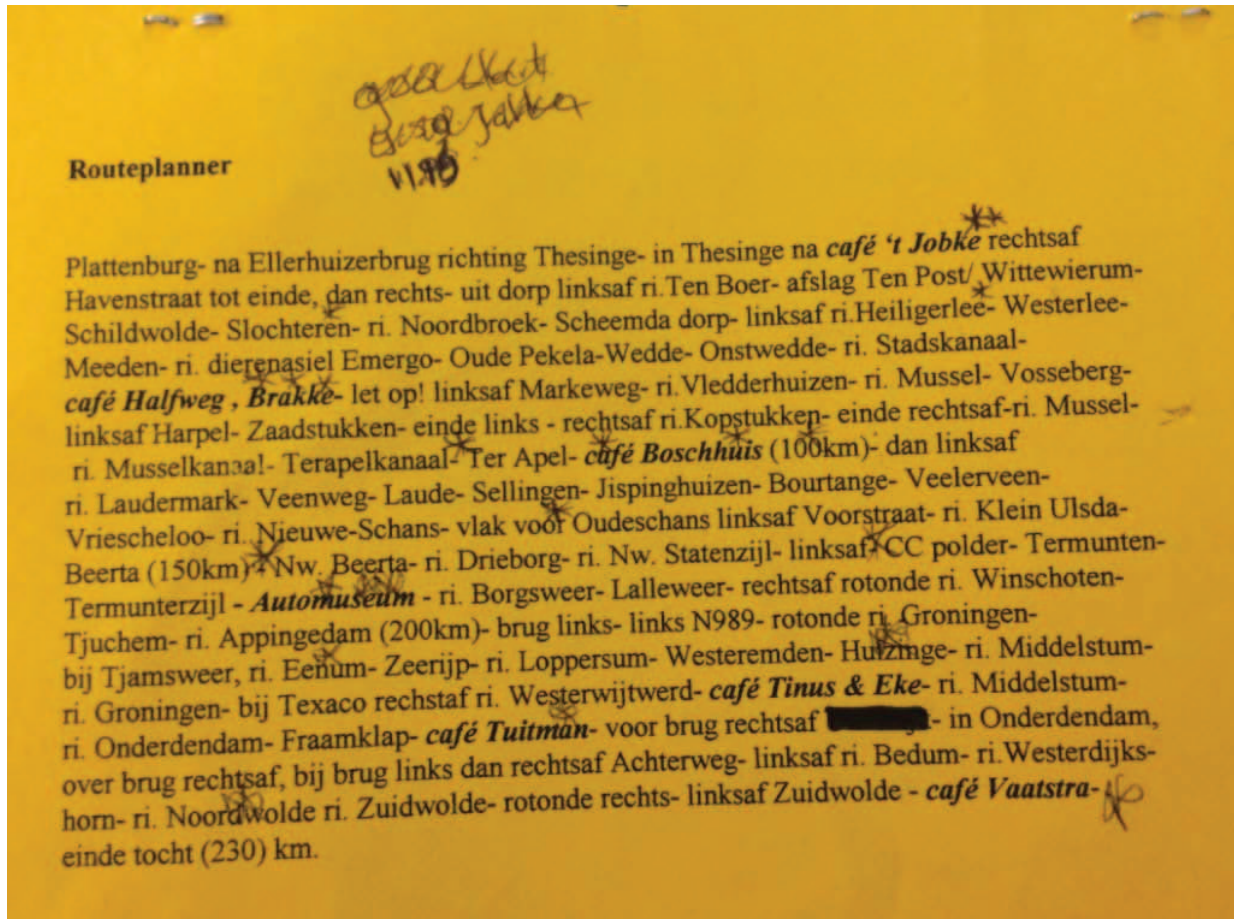 Routeplanner
Plattenburg- na Ellerhuizerbrug richting Thesinge- in Thesinge na café ‘t Jobke rechtsaf
Havenstraat tot einde, dan rechts- uit dorp linksaf ri.Ten Boer- afslag Ten Post/ Wittewierum-
Schildwolde- Slochteren- ri. Noordbroek- Scheemda dorp- linksaf ri.Heiligerlee- Westerlee-
Meeden- ri. dierenasiel Emergo- Oude Pekela-Wedde- Onstwedde- ri. Stadskanaal-
café Halfweg , Brakke- let op! linksaf Markeweg- ri.Vledderhuizen- ri. Mussel- Vosseberg-
linksaf Harpel- Zaadstukken- einde links - rechtsaf ri.Kopstukken- einde rechtsaf-ri. Mussel-
ri. Musselkanaal- Terapelkanaal- Ter Apel- café Boschhuis (100km)- dan linksaf
ri. Laudermark- Veenweg- Laude- Sellingen- Jispinghuizen- Bourtange- Veelerveen-
Vriescheloo- ri. Nieuwe-Schans- vlak voor Oudeschans linksaf Voorstraat- ri. Klein Ulsda-
Beerta (150km) - Nw. Beerta- ri. Drieborg- ri. Nw. Statenzijl- linksaf, CC polder- Termunten-
Termunterzijl - Automuseum - ri. Borgsweer- Lalleweer- rechtsaf rotonde ri. Winschoten-
Tjuchem- ri. Appingedam (200km)- brug links- links N989- rotonde ri. Groningen-
bij Tjamsweer, ri. Eenum- Zeerijp- ri. Loppersum- Westeremden- Huizinge- ri. Middelstum-
ri. Groningen- bij Texaco rechstaf ri. Westerwijtwerd- café Tinus & Eke- ri. Middelstum-
ri. Onderdendam- Fraamklap- café Tuitman- voor brug rechtsaf - in Onderdendam,
over brug rechtsaf, bij brug links dan rechtsaf Achterweg- linksaf ri. Bedum- ri.Westerdijks-
horn- ri. Noordwolde ri. Zuidwolde- rotonde rechts- linksaf Zuidwolde - café Vaatstra-
einde tocht (230) km.